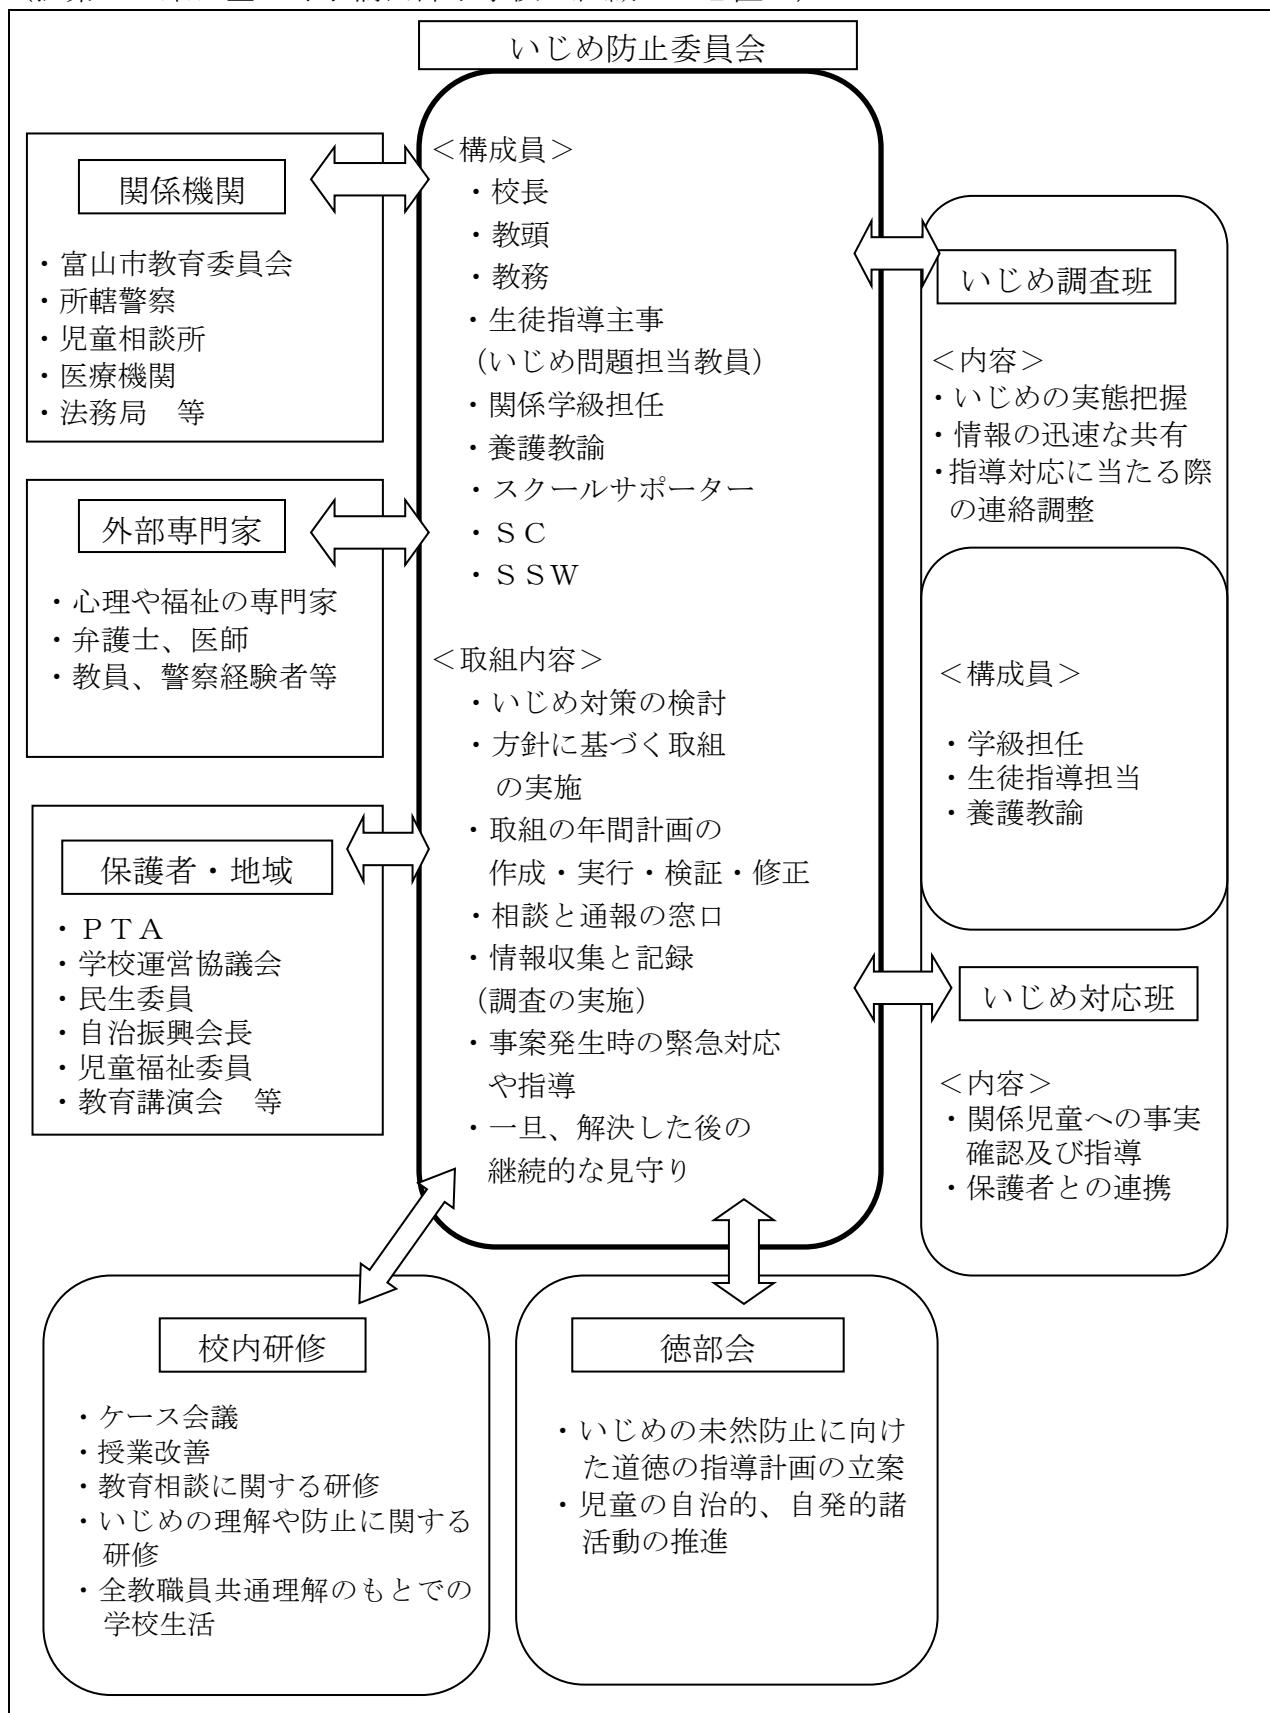 いじめ防止委員会
＜構成員＞
・校長
・教頭
・教務
・生徒指導主事
（いじめ問題担当教員）
・関係学級担任
・養護教諭
・スクールサポーター
・ＳＣ
・ＳＳＷ
＜取組内容＞
・いじめ対策の検討
・方針に基づく取組
の実施
・取組の年間計画の
作成・実行・検証・修正
・相談と通報の窓口
・情報収集と記録
（調査の実施）
・事案発生時の緊急対応
や指導
・一旦、解決した後の
継続的な見守り
関係機関
・富山市教育委員会
・所轄警察
・児童相談所
・医療機関
・法務局　等
外部専門家
・心理や福祉の専門家
・弁護士、医師
・教員、警察経験者等
保護者・地域
・ＰＴＡ
・学校運営協議会
・民生委員
・自治振興会長
・児童福祉委員
・教育講演会　等
いじめ調査班
＜内容＞
・いじめの実態把握
・情報の迅速な共有
・指導対応に当たる際
の連絡調整
＜構成員＞
・学級担任
・生徒指導担当
・養護教諭
いじめ対応班
＜内容＞
・関係児童への事実
確認及び指導
・保護者との連携
校内研修
・ケース会議
・授業改善
・教育相談に関する研修
・いじめの理解や防止に関する
研修
・全教職員共通理解のもとでの
学校生活
徳部会
・いじめの未然防止に向け
た道徳の指導計画の立案
・児童の自治的、自発的諸
活動の推進